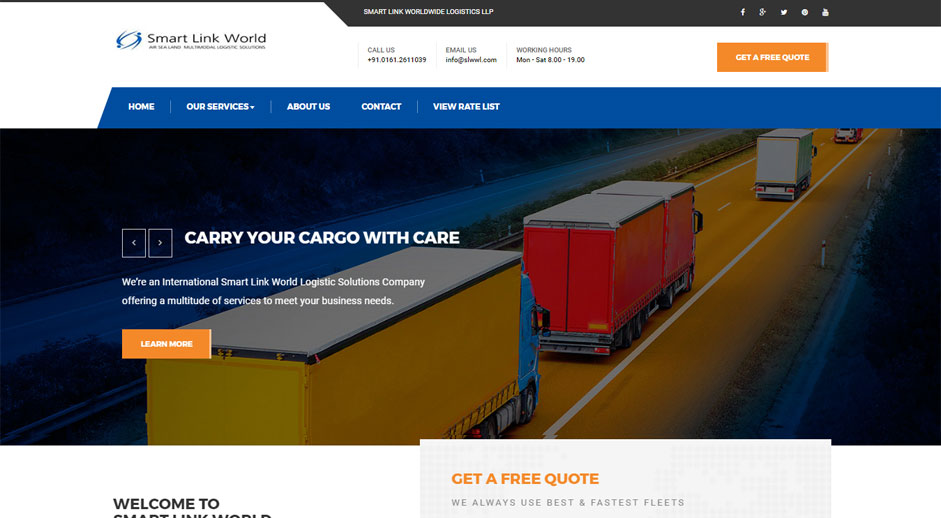 SMART LINK WORLDWIDE LOGISTICS LLP
Smart Link World
AIR SEA LAND MULTIMODAL LOGISTIC SOLUTIONS
CALL US
+91.0161.2611039
EMAIL US
info@slwwl.com
WORKING HOURS
Mon - Sat 8.00 - 19.00
GET A FREE QUOTE
HOME
OUR SERVICES
ABOUT US
CONTACT
VIEW RATE LIST
CARRY YOUR CARGO WITH CARE
We're an International Smart Link World Logistic Solutions Company
offering a multitude of services to meet your business needs.
LEARN MORE
GET A FREE QUOTE
WE ALWAYS USE BEST & FASTEST FLEETS
WELCOME TO
SMART LINK WORLD